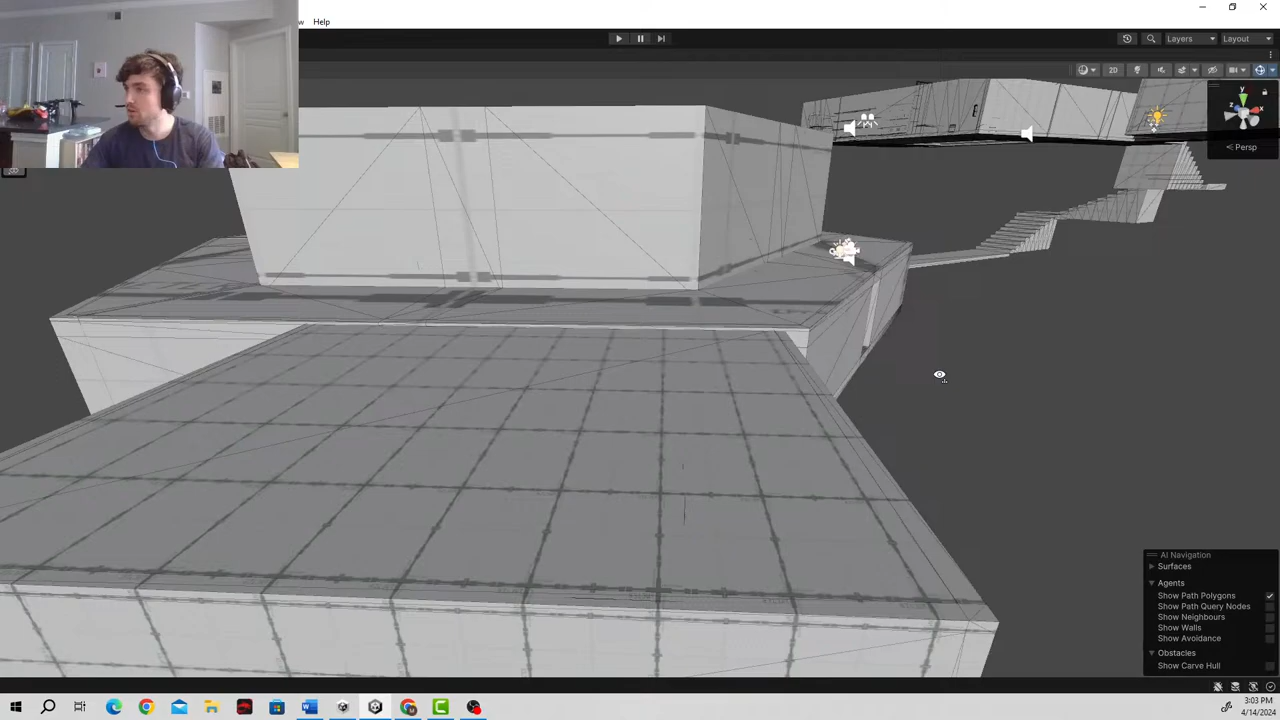 Help
Layers
Layout
2D
y
z
x
Persp
E
AI Navigation
Surfaces
Agents
Show Path Polygons
Show Path Query Nodes
Show Neighbours
Show Walls
Show Avoidance
Obstacles
Show Carve Hull
3:03 PM
4/14/2024